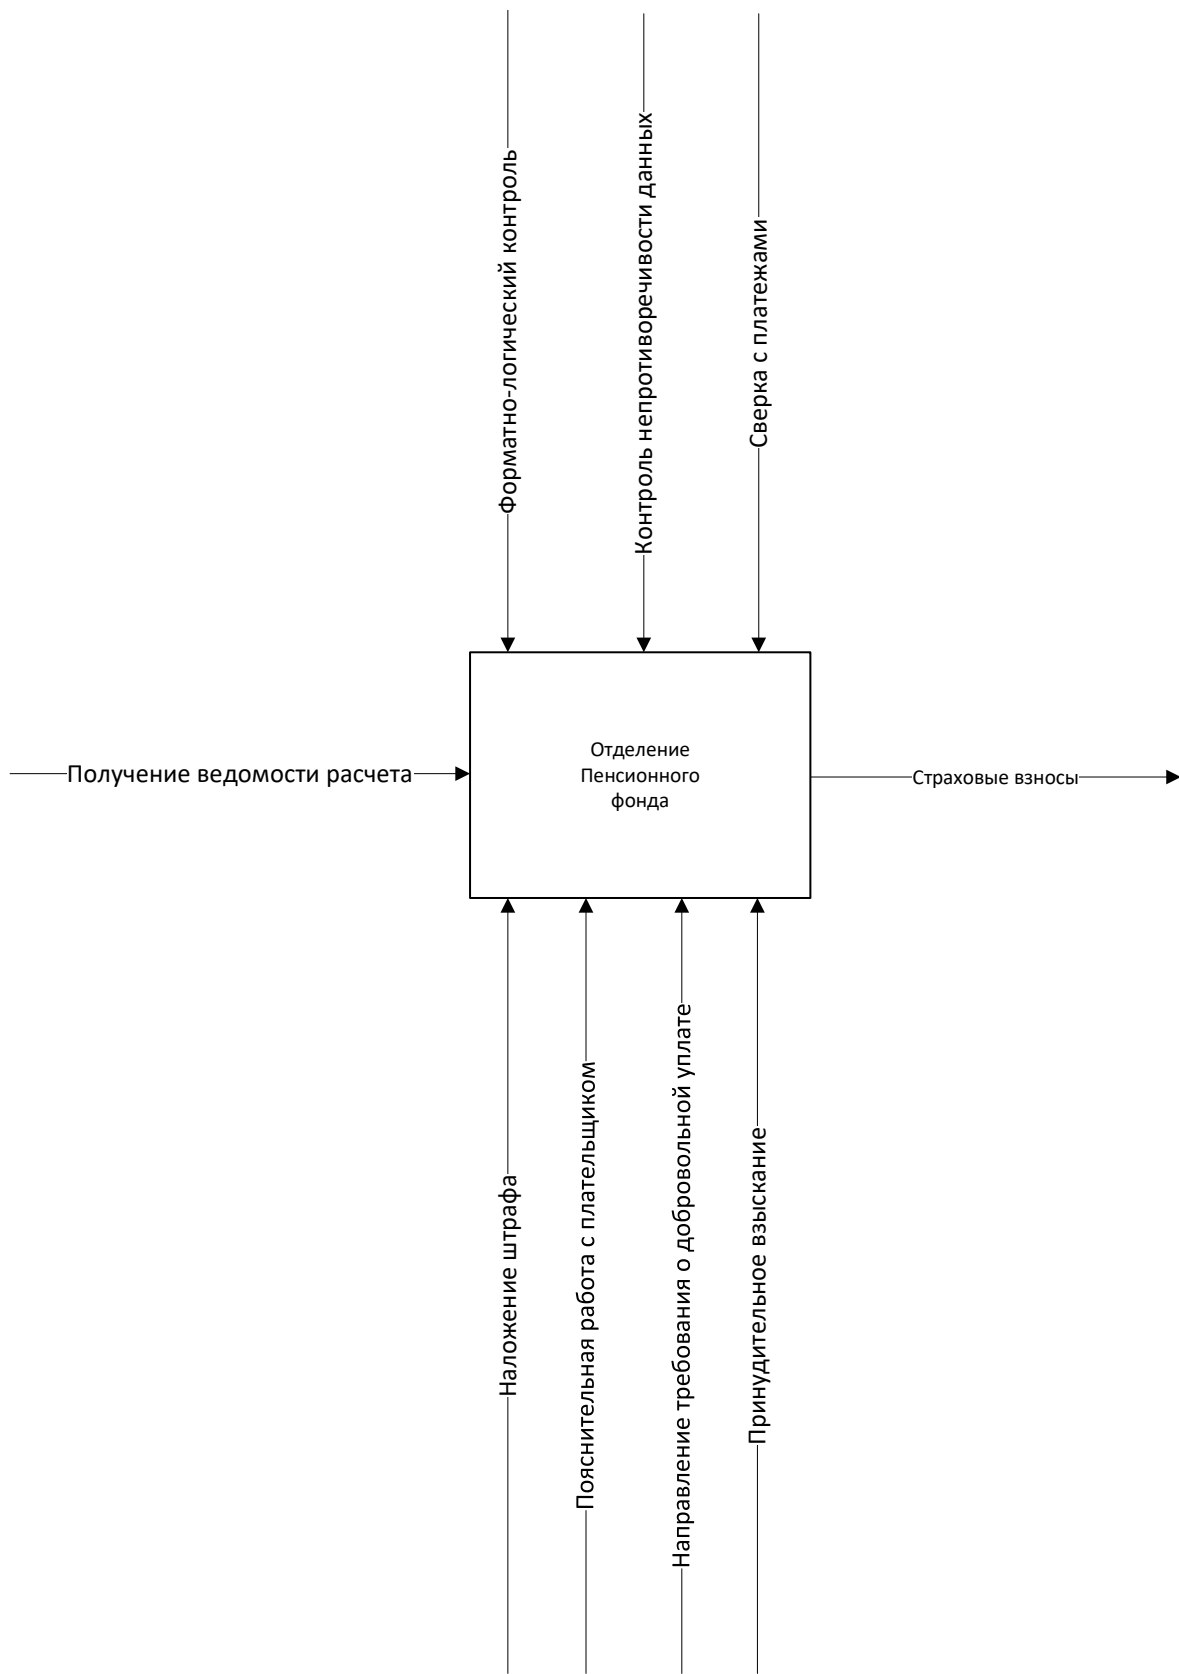 Форматно-логический контроль
Контроль непротиворечивости данных
Сверка с платежами
Получение ведомости расчета
Отделение
Пенсионного
фонда
Страховые взносы
Наложение штрафа
Пояснительная работа с плательщиком
Направление требования о добровольной уплате
Принудительное взыскание